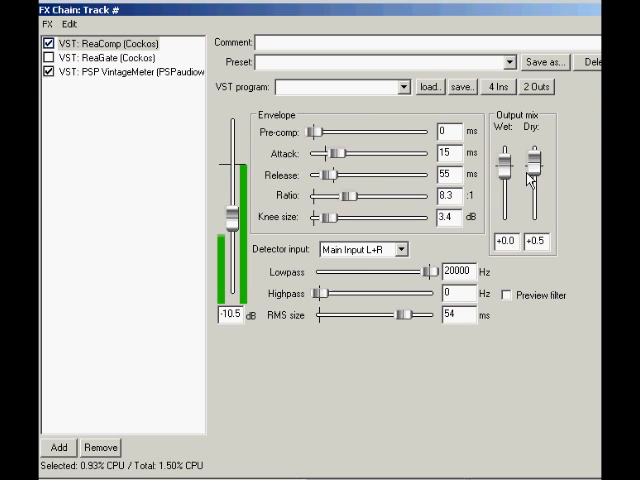 FX Chain: Track #
FX Edit
VST: ReaComp (Cockos)
VST: ReaGate (Cockos)
VST: PSP VintageMeter (PSPaudiow
Comment:
Preset: Save as... Dele
VST program: load.. save.. 4 Ins 2 Outs
Envelope
Pre-comp: 0 ms
Attack: 15 ms
Release: 55 ms
Ratio: 8.3 :1
Knee size: 3.4 dB
Output mix
Wet: Dry:
+0.0 +0.5
Detector input: Main Input L+R
Lowpass 20000 Hz
Highpass 0 Hz Preview filter
RMS size 54 ms
-10.5 dB
Add Remove
Selected: 0.93% CPU / Total: 1.50% CPU